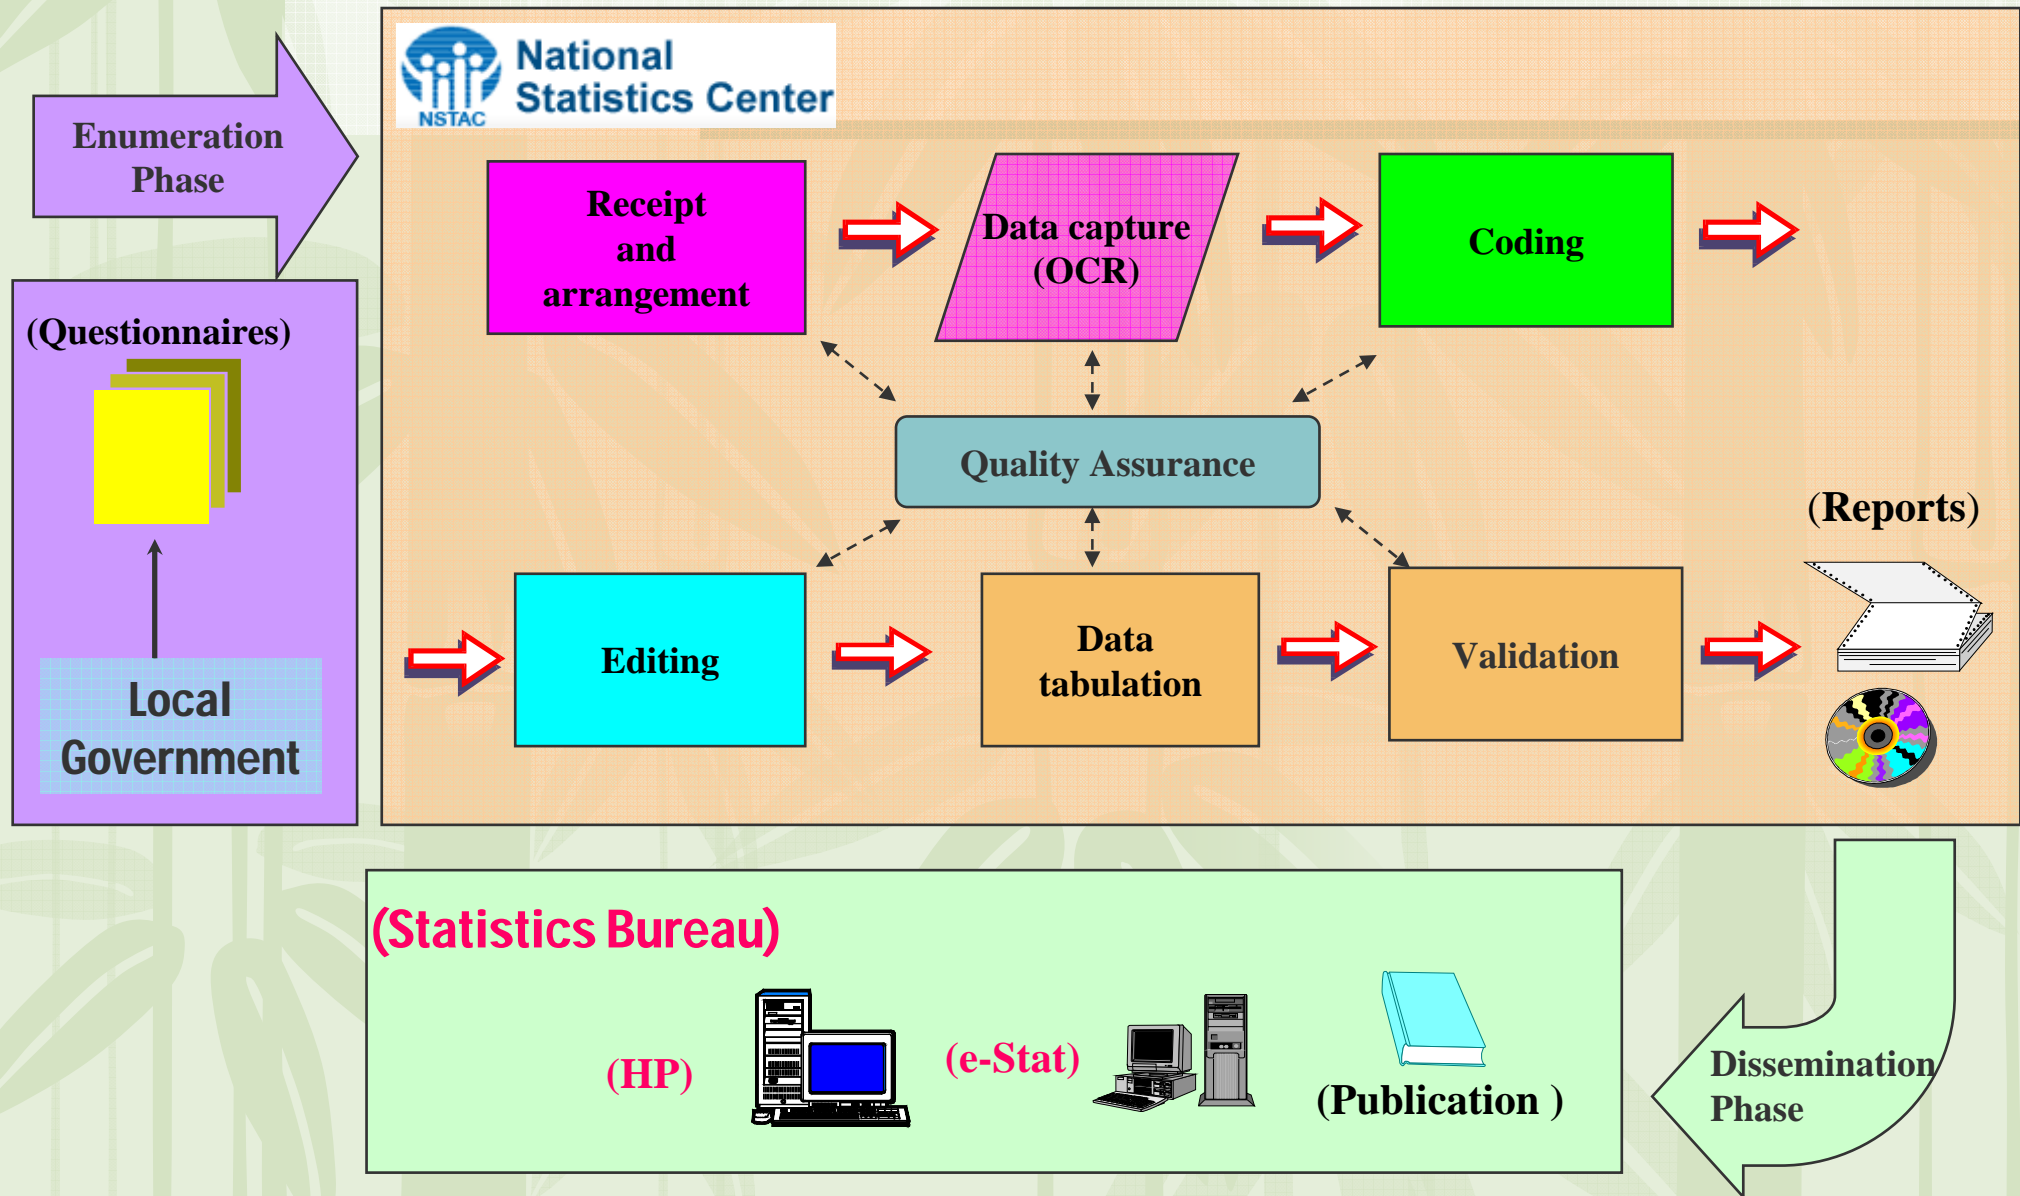 National
Statistics Center
NSTAC
Enumeration
Phase
Receipt
and
arrangement
Data capture
(OCR)
Coding
(Questionnaires)
Quality Assurance
(Reports)
Editing
Data
tabulation
Validation
Local
Government
(Statistics Bureau)
(HP)
(e-Stat)
(Publication )
Dissemination
Phase